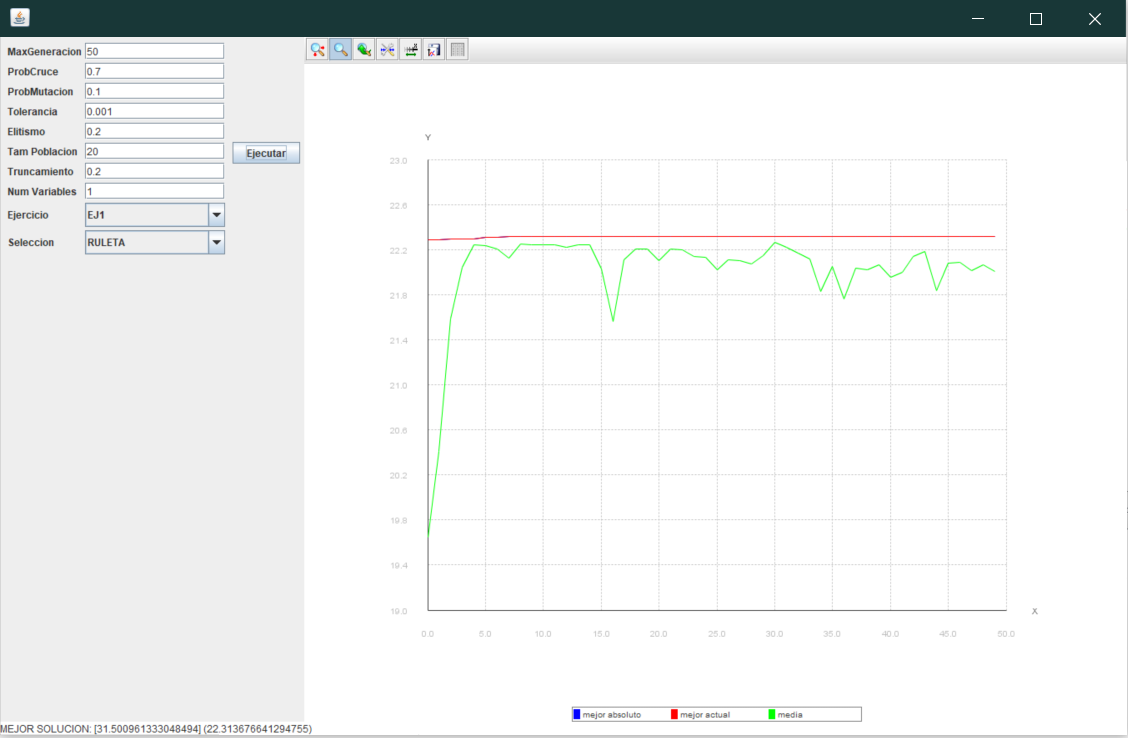 MaxGeneracion 50
ProbCruce 0.7
ProbMutacion 0.1
Tolerancia 0.001
Elitismo 0.2
Tam Poblacion 20
Ejecutar
Truncamiento 0.2
Num Variables 1
Ejercicio EJ1
Seleccion RULETA
Y
23.0
22.6
22.2
21.8
21.4
21.0
20.6
20.2
19.8
19.4
19.0
X
0.0 5.0 10.0 15.0 20.0 25.0 30.0 35.0 40.0 45.0 50.0
mejor absoluto mejor actual media
MEJOR SOLUCION: [31.500961333048494] (22.313676641294755)